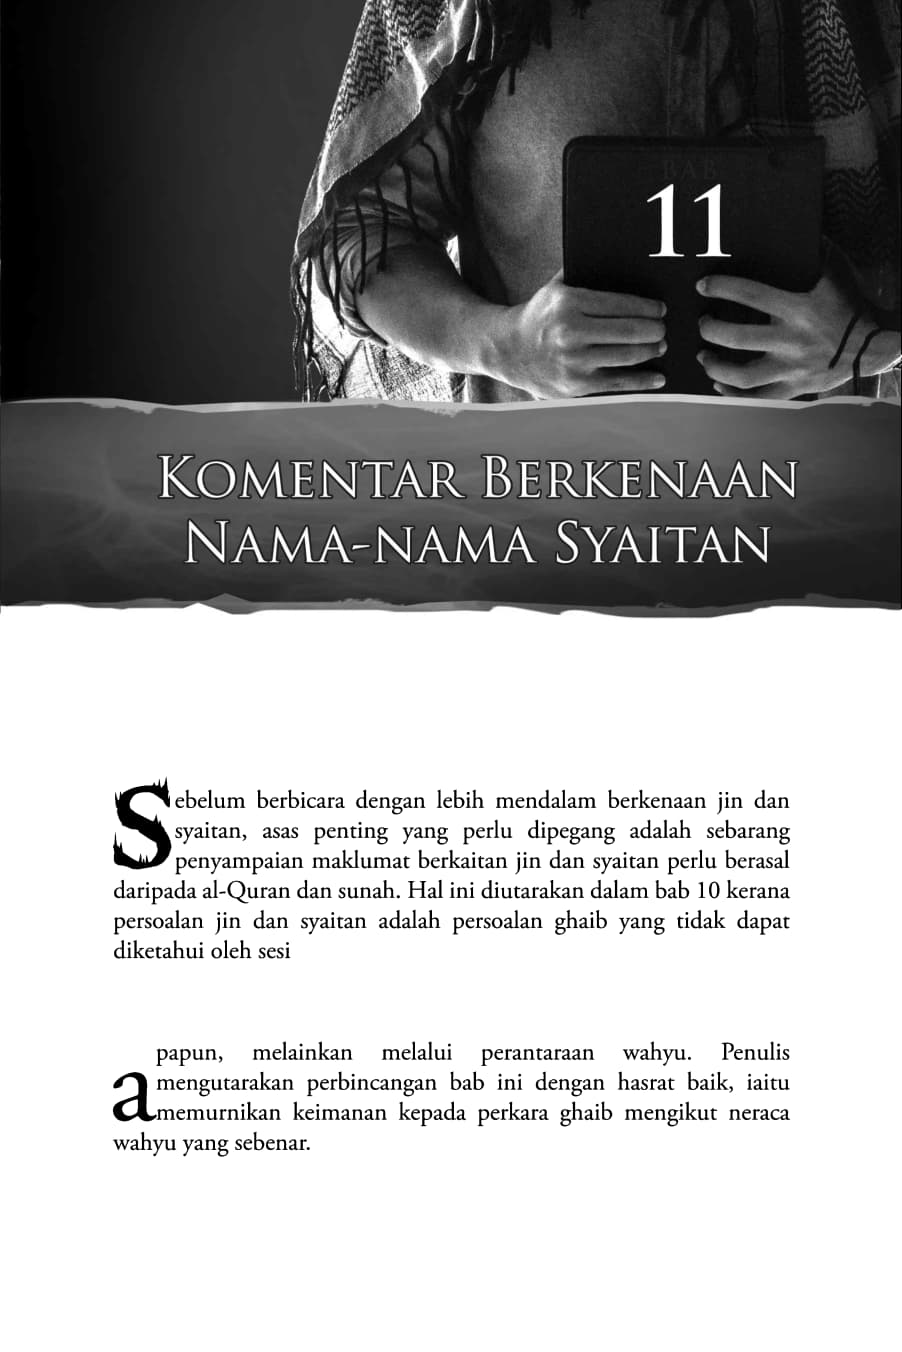 BAB
11
KOMENTAR BERKENAAN
NAMA-NAMA SYAITAN
Sebelum berbicara dengan lebih mendalam berkenaan jin dan
syaitan, asas penting yang perlu dipegang adalah sebarang
penyampaian maklumat berkaitan jin dan syaitan perlu berasal
daripada al-Quran dan sunah. Hal ini diutarakan dalam bab 10 kerana
persoalan jin dan syaitan adalah persoalan ghaib yang tidak dapat
diketahui oleh sesi
apapun, melainkan melalui perantaraan wahyu. Penulis
mengutarakan perbincangan bab ini dengan hasrat baik, iaitu
memurnikan keimanan kepada perkara ghaib mengikut neraca
wahyu yang sebenar.